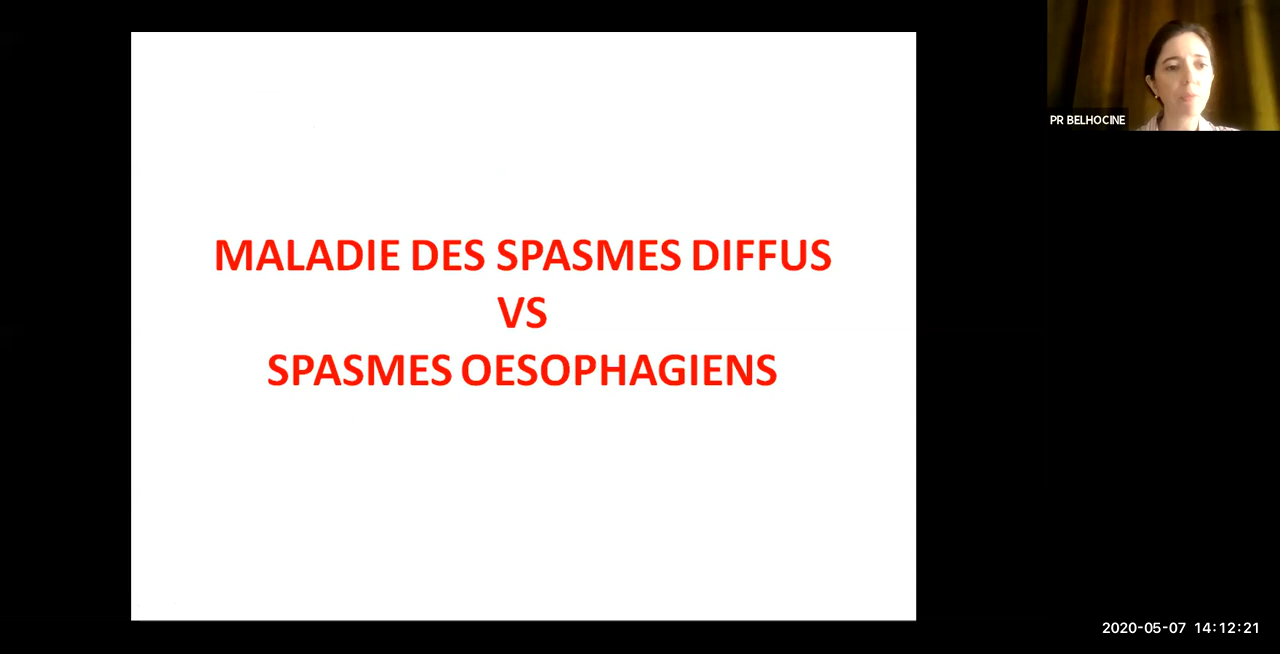 PR BELHOCINE
MALADIE DES SPASMES DIFFUS
VS
SPASMES OESOPHAGIENS
2020-05-07 14:12:21